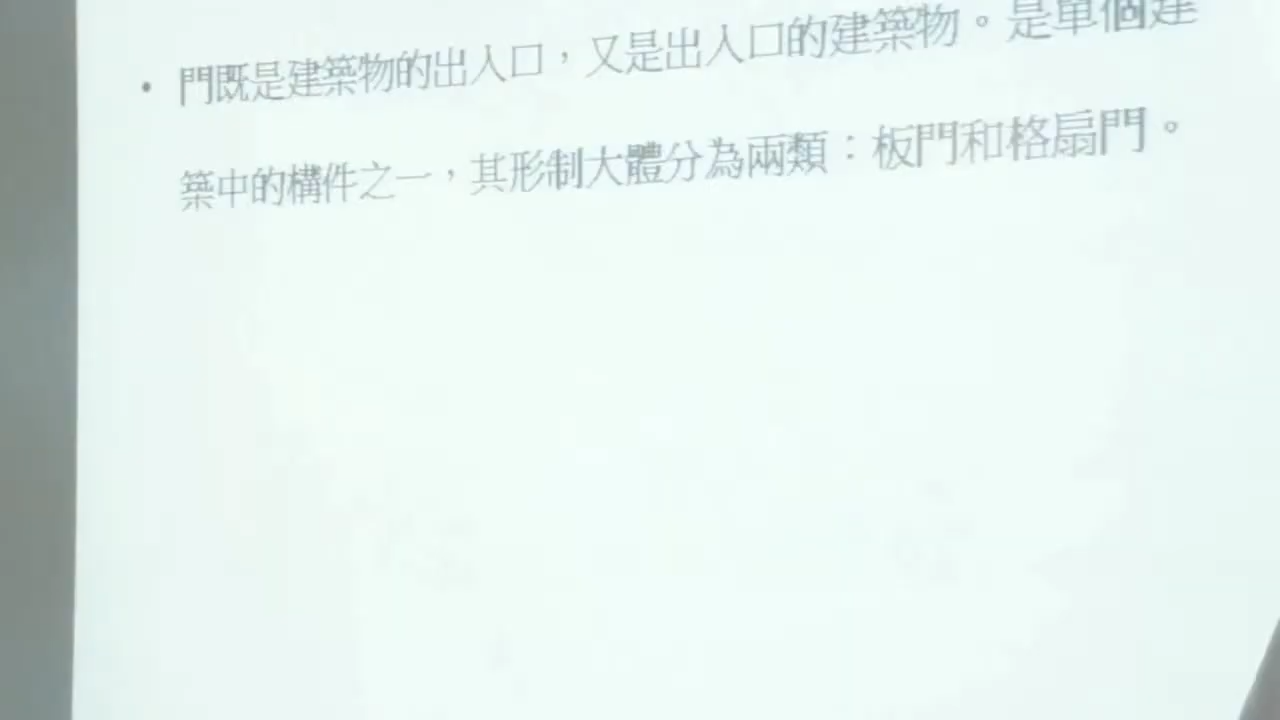 • 門既是建築物的出入口，又是出入口的建築物。是單個建
築中的構件之一，其形制大體分為兩類：板門和格扇門。